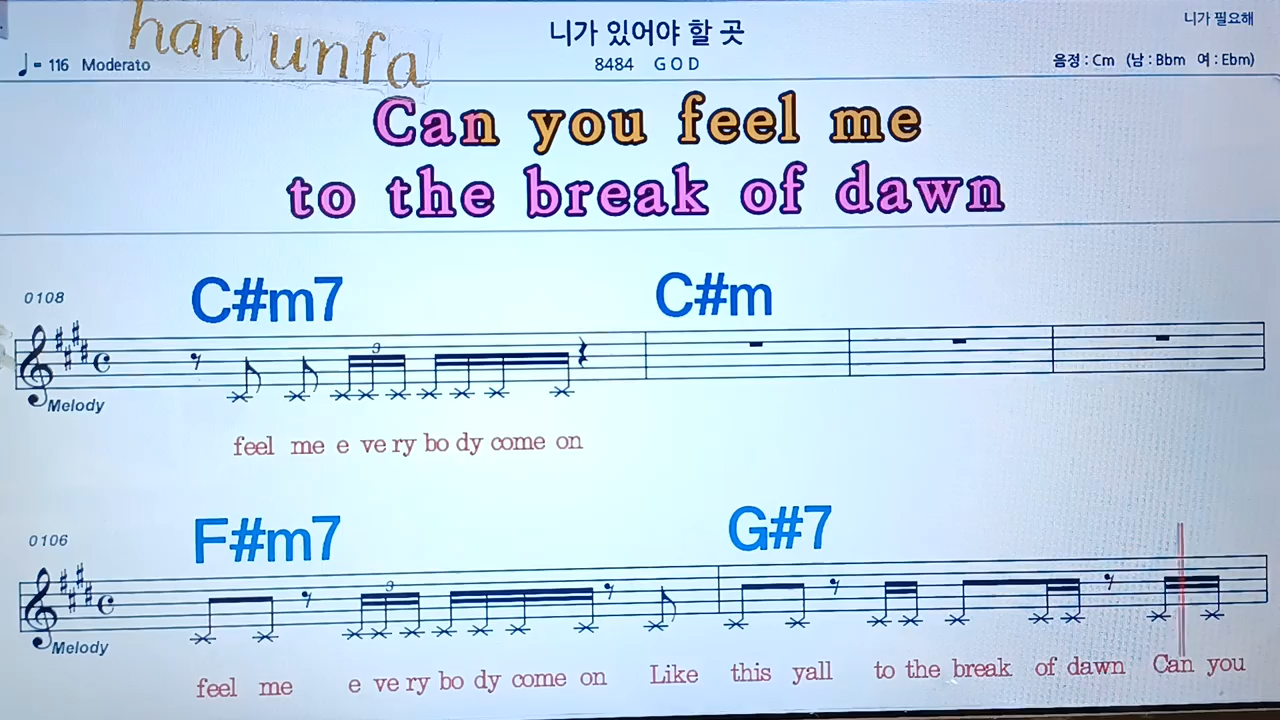 han unfa
니가 있어야 할 곳
니가 필요해
♩= 116 Moderato
8484 G O D
음정 : Cm (남 : Bbm 여 : Ebm)
Can you feel me
to the break of dawn
0108
C#m7 C#m
3
Melody
feel me e ve ry bo dy come on
0106
F#m7 G#7
3
Melody
feel me e ve ry bo dy come on Like this yall to the break of dawn Can you